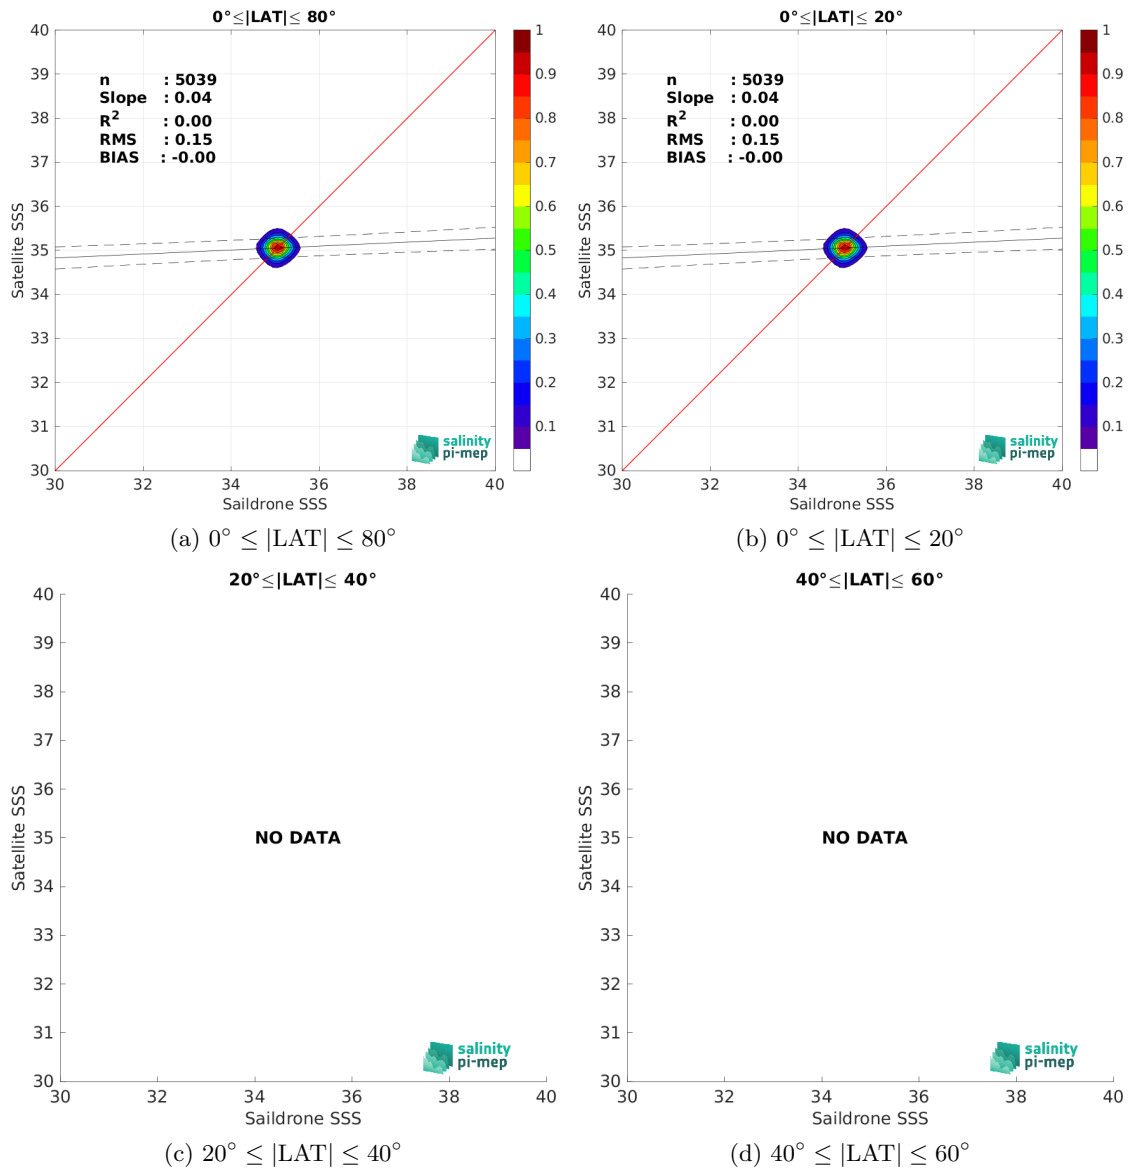 0°≤|LAT|≤ 80°
40
39
38
37
36
35
34
33
32
31
30
Satellite SSS
n : 5039
Slope : 0.04
R² : 0.00
RMS : 0.15
BIAS : -0.00
salinity
pi-mep
30 32 34 36 38 40
Saildrone SSS
1
0.9
0.8
0.7
0.6
0.5
0.4
0.3
0.2
0.1
(a) 0° ≤ |LAT| ≤ 80°
0°≤|LAT|≤ 20°
40
39
38
37
36
35
34
33
32
31
30
Satellite SSS
n : 5039
Slope : 0.04
R² : 0.00
RMS : 0.15
BIAS : -0.00
salinity
pi-mep
30 32 34 36 38 40
Saildrone SSS
1
0.9
0.8
0.7
0.6
0.5
0.4
0.3
0.2
0.1
(b) 0° ≤ |LAT| ≤ 20°
20°≤|LAT|≤ 40°
40
39
38
37
36
35
34
33
32
31
30
Satellite SSS
NO DATA
salinity
pi-mep
30 32 34 36 38 40
Saildrone SSS
(c) 20° ≤ |LAT| ≤ 40°
40°≤|LAT|≤ 60°
40
39
38
37
36
35
34
33
32
31
30
Satellite SSS
NO DATA
salinity
pi-mep
30 32 34 36 38 40
Saildrone SSS
(d) 40° ≤ |LAT| ≤ 60°